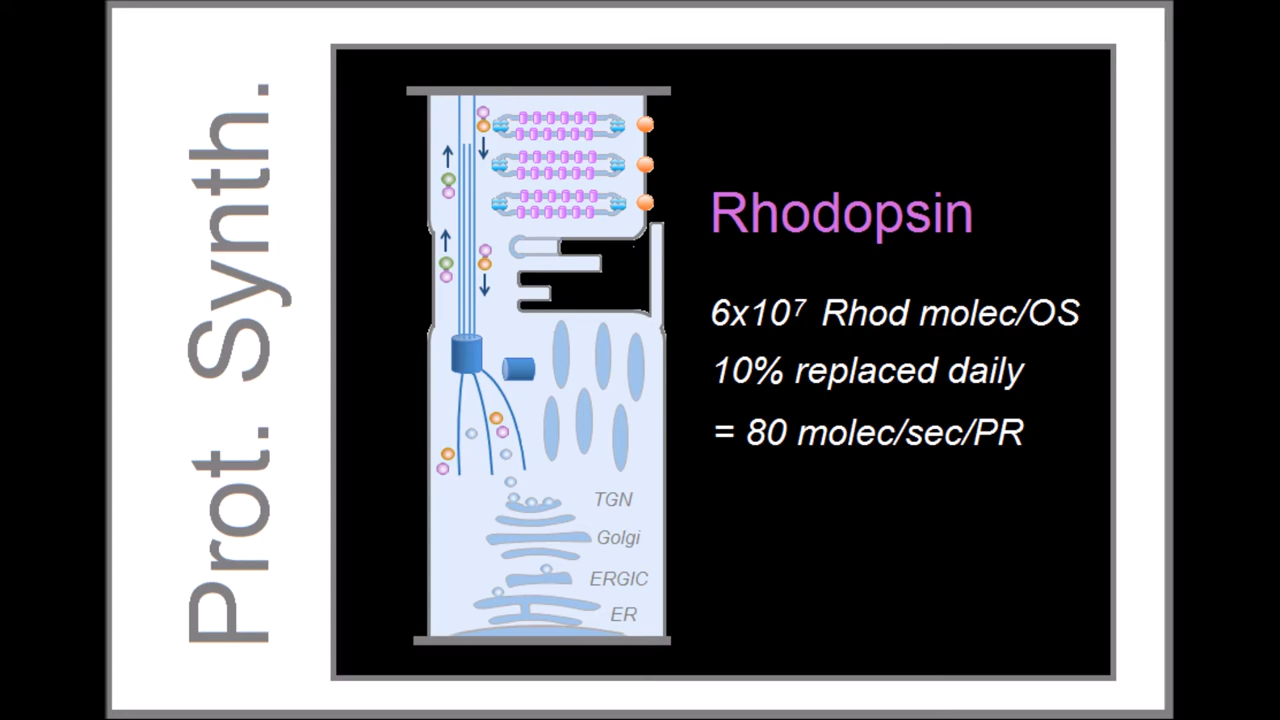 Prot. Synth.
Rhodopsin
6x10⁷ Rhod molec/OS
10% replaced daily
= 80 molec/sec/PR
TGN
Golgi
ERGIC
ER